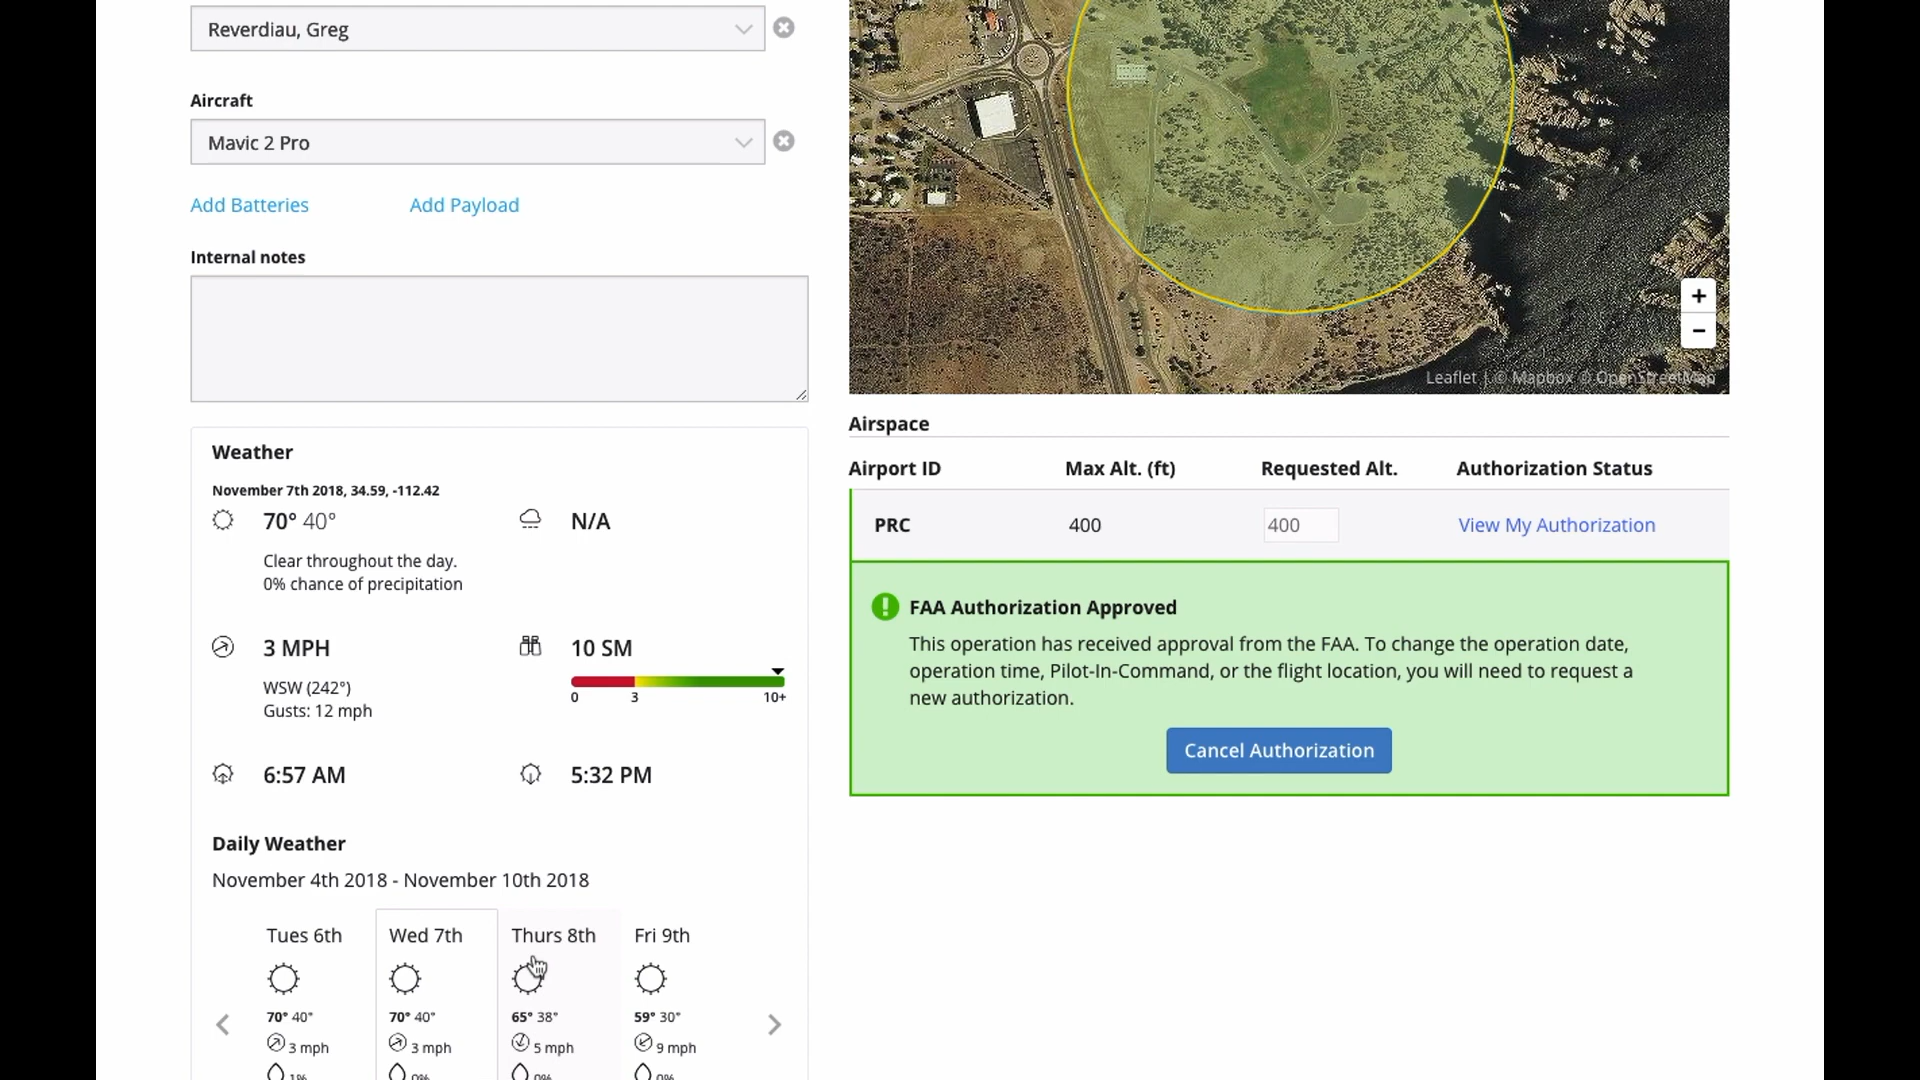 Reverdiau, Greg
Aircraft
Mavic 2 Pro
Add Batteries Add Payload
Internal notes
Weather
November 7th 2018, 34.59, -112.42
70° 40° N/A
Clear throughout the day.
0% chance of precipitation
3 MPH 10 SM
WSW (242°)
Gusts: 12 mph
0 3 10+
6:57 AM 5:32 PM
Daily Weather
November 4th 2018 - November 10th 2018
Tues 6th Wed 7th Thurs 8th Fri 9th
70° 40° 70° 40° 65° 38° 59° 30°
3 mph 3 mph 5 mph 9 mph
1% 0% 0% 0%
+
−
Leaflet | © Mapbox © OpenStreetMap
Airspace
Airport ID Max Alt. (ft) Requested Alt. Authorization Status
PRC 400 400 View My Authorization
FAA Authorization Approved
This operation has received approval from the FAA. To change the operation date,
operation time, Pilot-In-Command, or the flight location, you will need to request a
new authorization.
Cancel Authorization